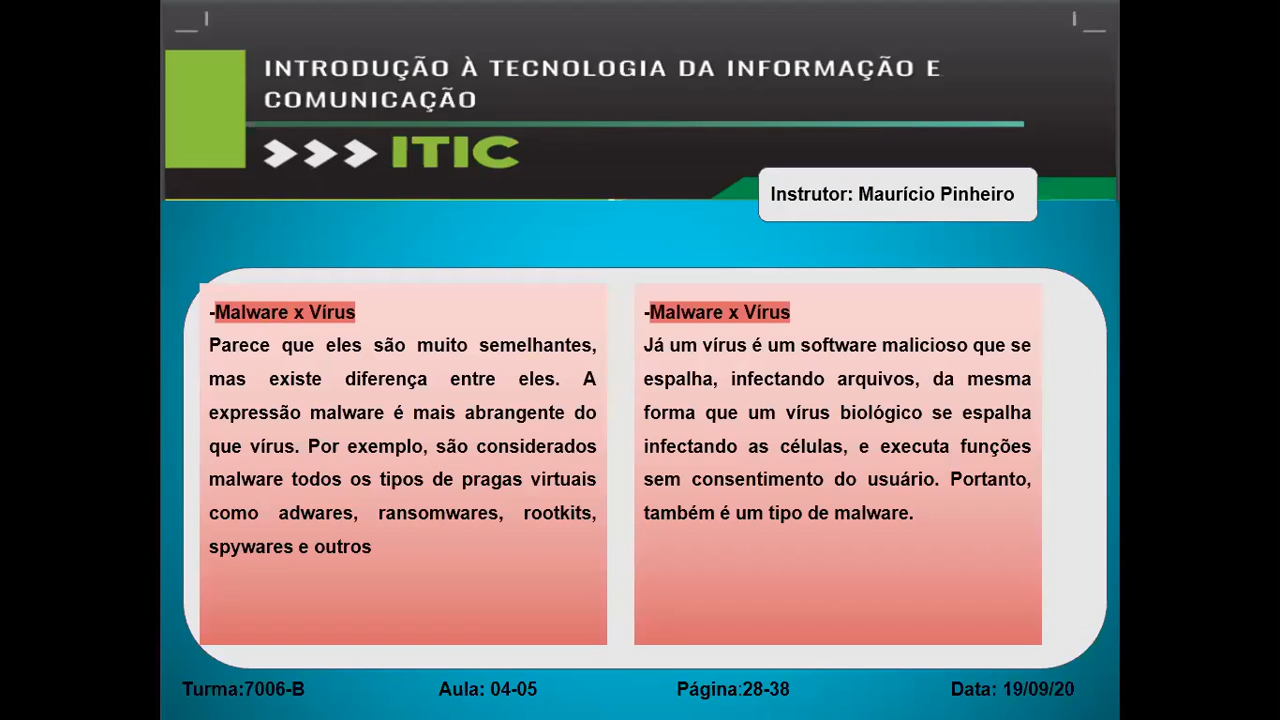 INTRODUÇÃO À TECNOLOGIA DA INFORMAÇÃO E
COMUNICAÇÃO
ITIC
Instrutor: Maurício Pinheiro
-Malware x Vírus
Parece que eles são muito semelhantes,
mas existe diferença entre eles. A
expressão malware é mais abrangente do
que vírus. Por exemplo, são considerados
malware todos os tipos de pragas virtuais
como adwares, ransomwares, rootkits,
spywares e outros
-Malware x Vírus
Já um vírus é um software malicioso que se
espalha, infectando arquivos, da mesma
forma que um vírus biológico se espalha
infectando as células, e executa funções
sem consentimento do usuário. Portanto,
também é um tipo de malware.
Turma:7006-B Aula: 04-05 Página:28-38 Data: 19/09/20